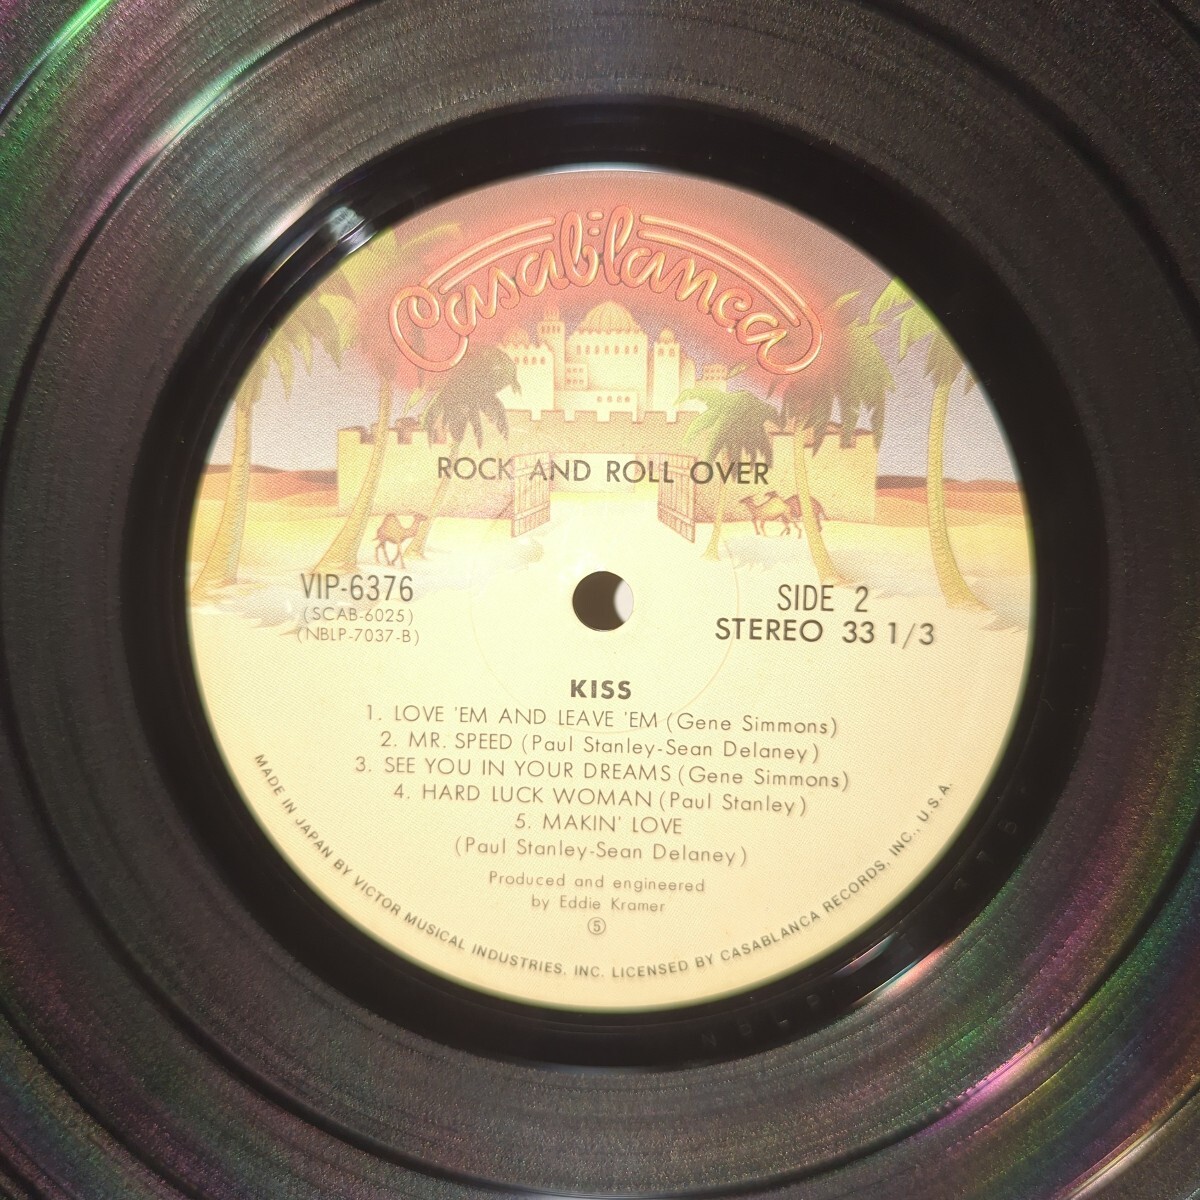 Casablanca
ROCK AND ROLL OVER
VIP-6376
(SCAB-6025)
(NBLP-7037-B)
SIDE 2
STEREO 33 1/3
KISS
1. LOVE 'EM AND LEAVE 'EM (Gene Simmons)
2. MR. SPEED (Paul Stanley-Sean Delaney)
3. SEE YOU IN YOUR DREAMS (Gene Simmons)
4. HARD LUCK WOMAN (Paul Stanley)
5. MAKIN' LOVE
(Paul Stanley-Sean Delaney)
Produced and engineered
by Eddie Kramer
⑤
MADE IN JAPAN BY VICTOR MUSICAL INDUSTRIES, INC. LICENSED BY CASABLANCA RECORDS, INC., U.S.A.